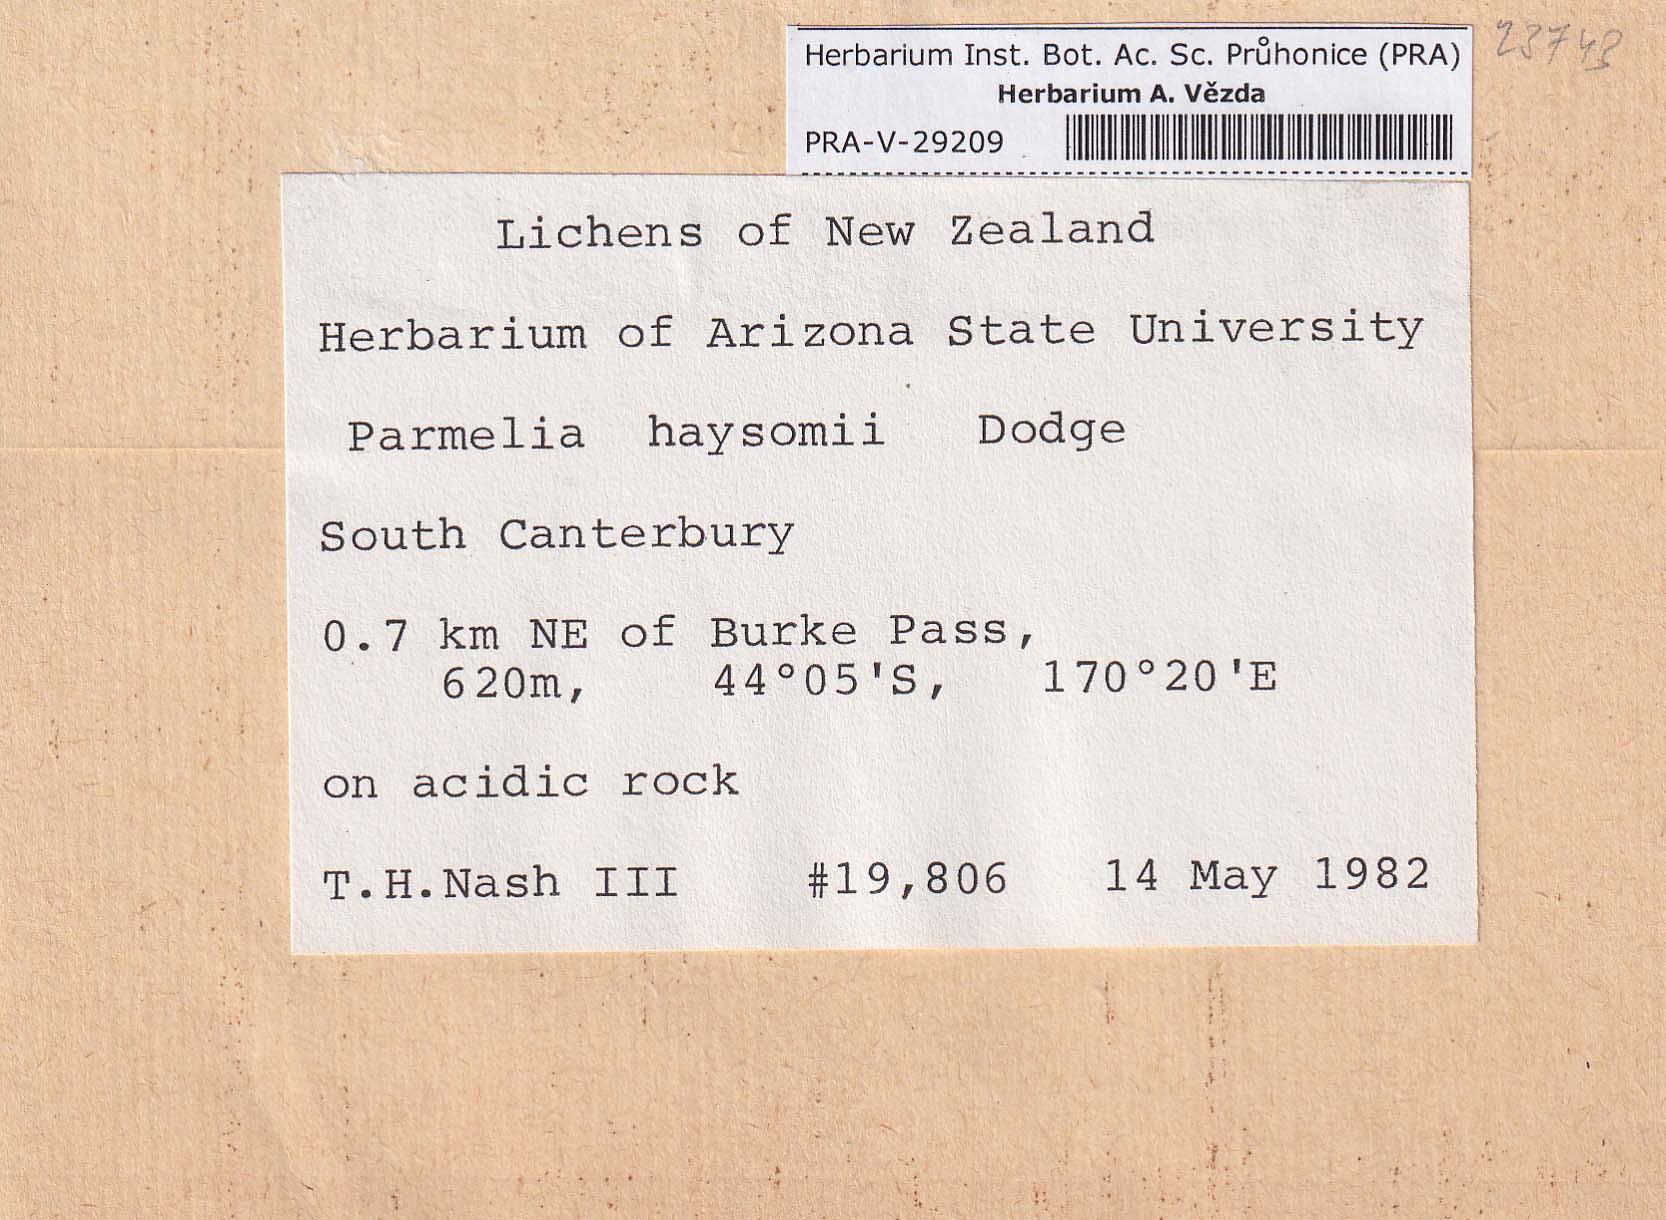 Herbarium Inst. Bot. Ac. Sc. Průhonice (PRA)
Herbarium A. Vězda
PRA-V-29209
23743
Lichens of New Zealand
Herbarium of Arizona State University
Parmelia haysomii Dodge
South Canterbury
0.7 km NE of Burke Pass,
620m, 44°05'S, 170°20'E
on acidic rock
T.H.Nash III #19,806 14 May 1982